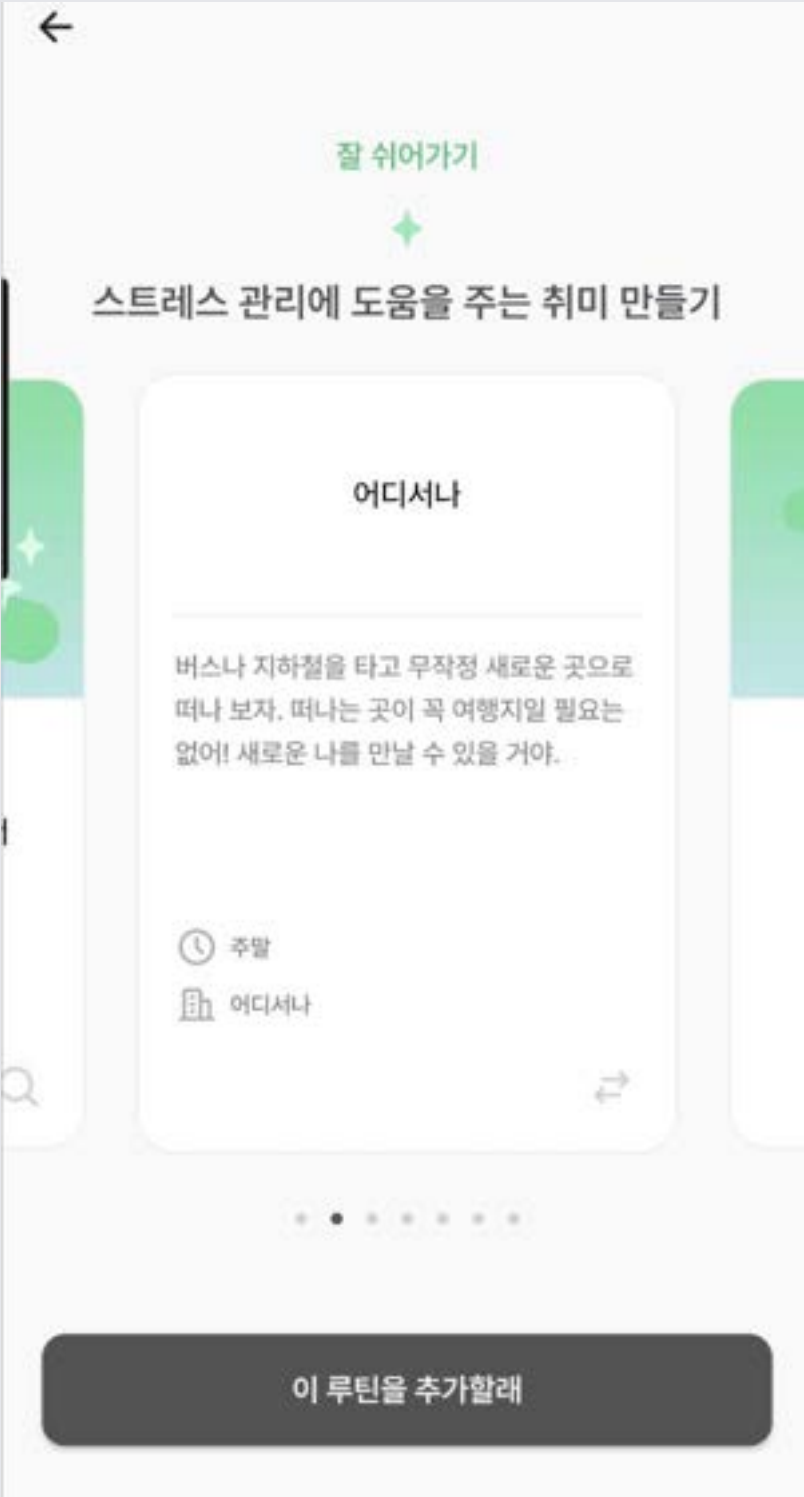 잘 쉬어가기
스트레스 관리에 도움을 주는 취미 만들기
어디서나
버스나 지하철을 타고 무작정 새로운 곳으로
떠나 보자. 떠나는 곳이 꼭 여행지일 필요는
없어! 새로운 나를 만날 수 있을 거야.
주말
어디서나
이 루틴을 추가할래